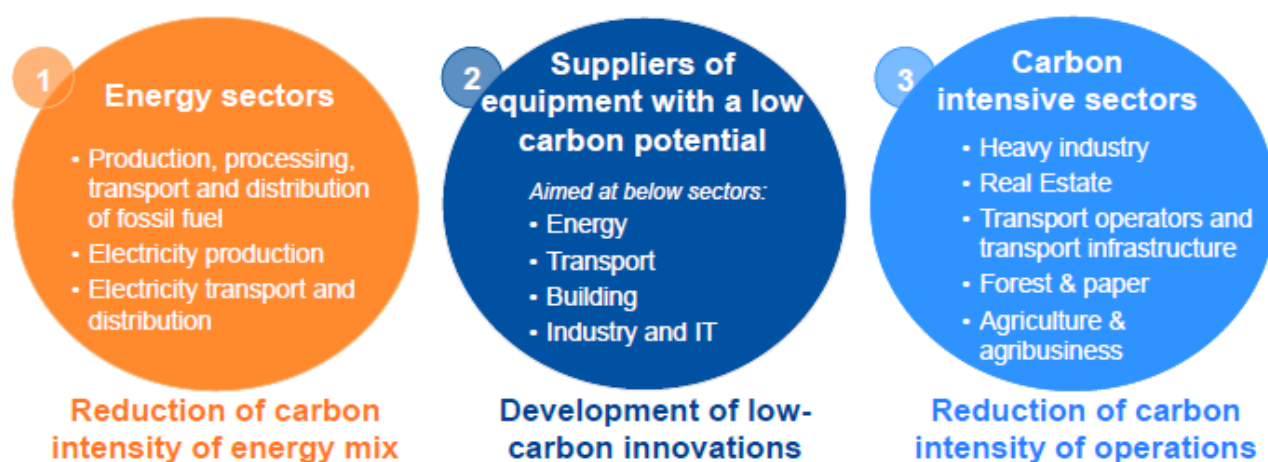 1
Energy sectors
• Production, processing,
transport and distribution
of fossil fuel
• Electricity production
• Electricity transport and
distribution
Reduction of carbon
intensity of energy mix
2
Suppliers of
equipment with a low
carbon potential
Aimed at below sectors:
• Energy
• Transport
• Building
• Industry and IT
Development of low-
carbon innovations
3
Carbon
intensive sectors
• Heavy industry
• Real Estate
• Transport operators and
transport infrastructure
• Forest & paper
• Agriculture &
agribusiness
Reduction of carbon
intensity of operations